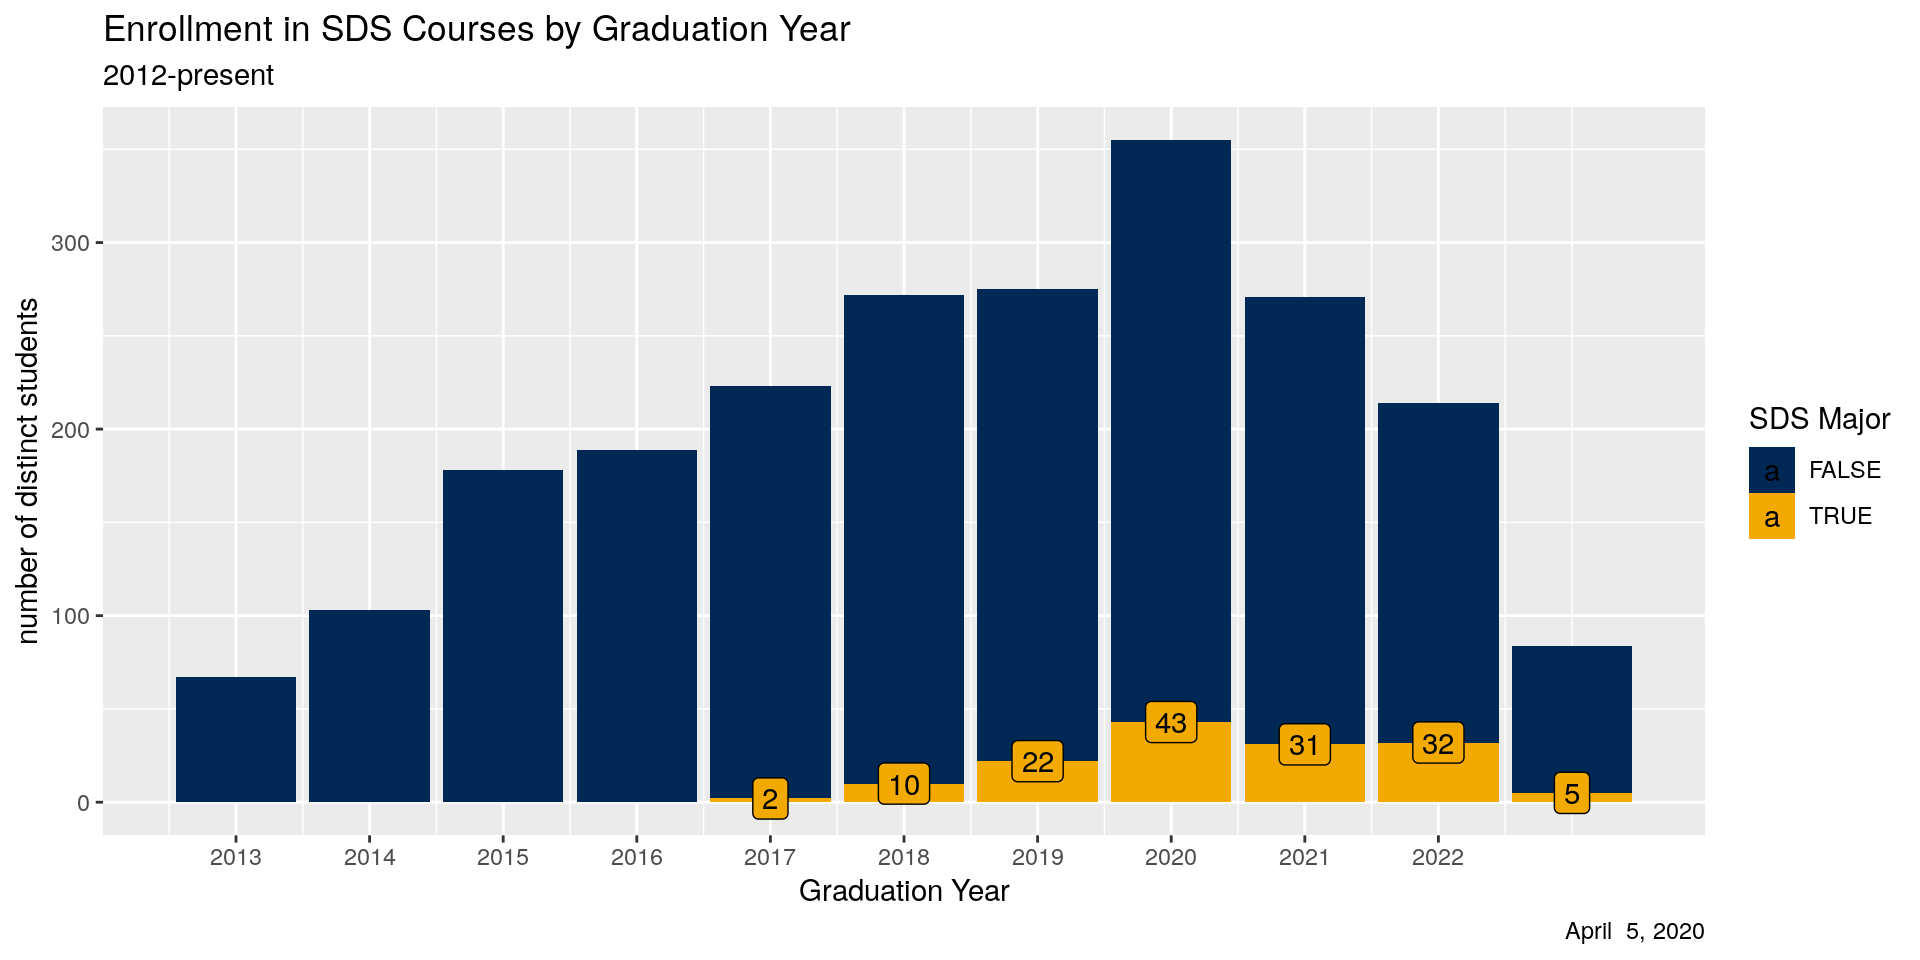 Enrollment in SDS Courses by Graduation Year
2012-present
number of distinct students
300
200
100
0
2
10
22
43
31
32
5
2013 2014 2015 2016 2017 2018 2019 2020 2021 2022
Graduation Year
SDS Major
a FALSE
a TRUE
April  5, 2020